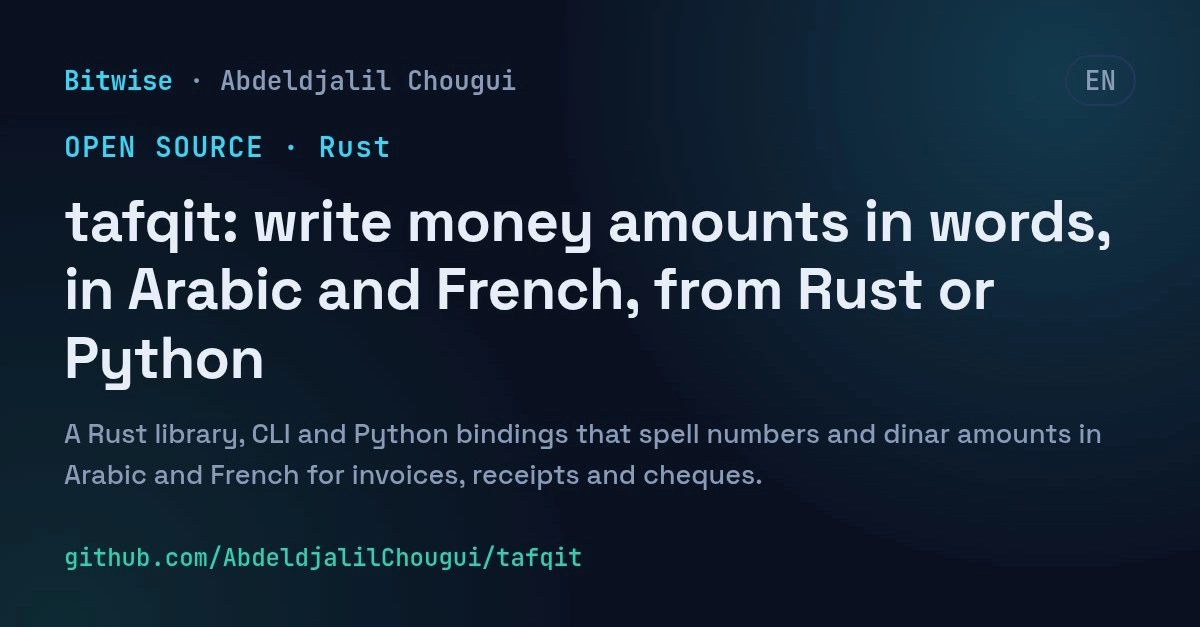 Bitwise · Abdeldjalil Chougui
EN
OPEN SOURCE · Rust
tafqit: write money amounts in words,
in Arabic and French, from Rust or
Python
A Rust library, CLI and Python bindings that spell numbers and dinar amounts in
Arabic and French for invoices, receipts and cheques.
github.com/AbdeldjalilChougui/tafqit